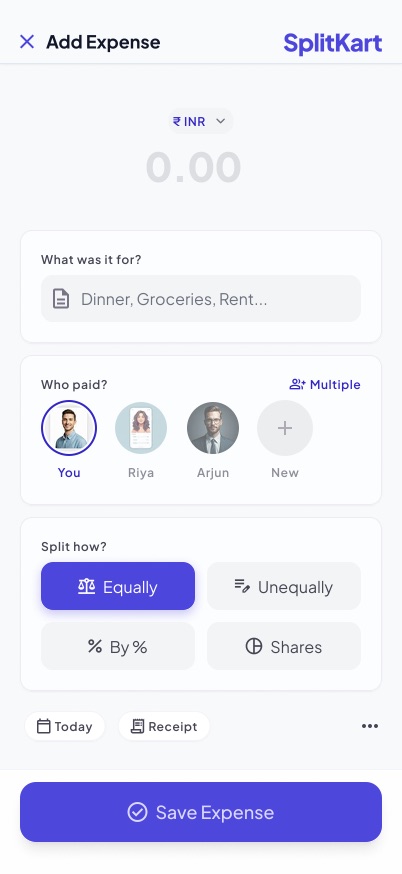 Add Expense
SplitKart
₹ INR
0.00
What was it for?
Dinner, Groceries, Rent...
Who paid?
Multiple
You Riya Arjun New
Split how?
Equally Unequally
By % Shares
Today Receipt
Save Expense